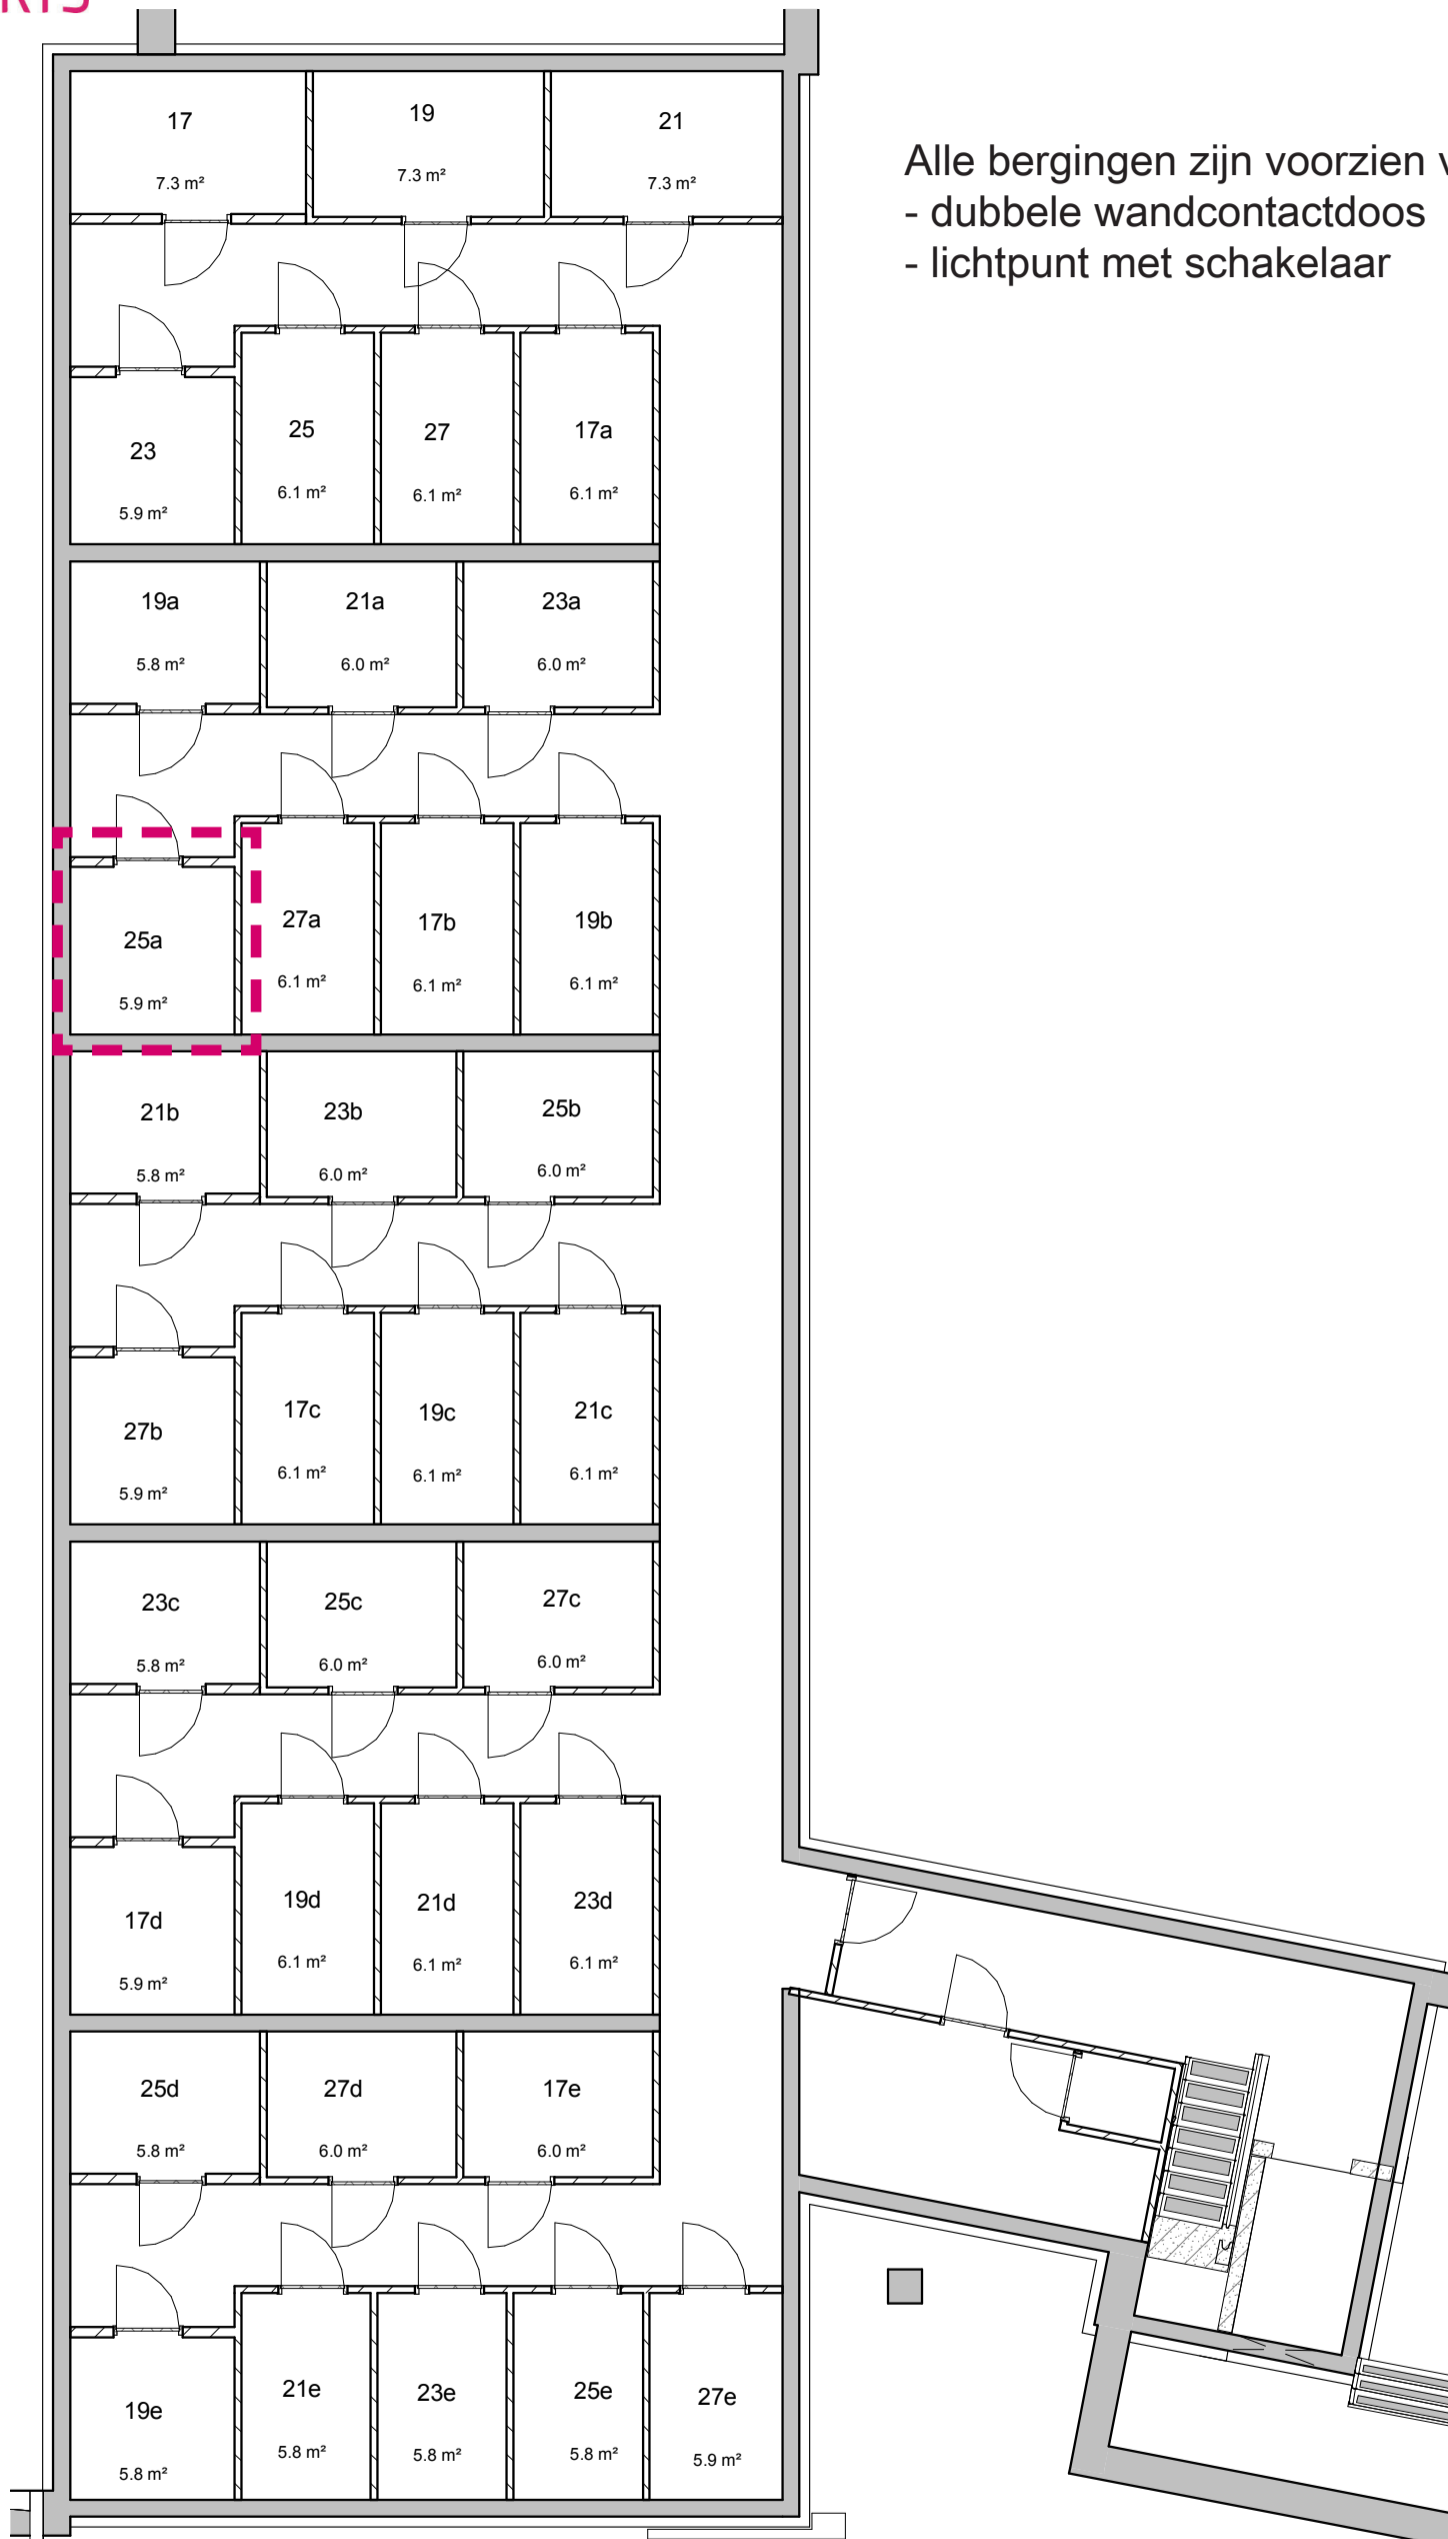 17
19
21
7.3 m²
7.3 m²
7.3 m²
Alle bergingen zijn voorzien
- dubbele wandcontactdoos
- lichtpunt met schakelaar
23
25
27
17a
5.9 m²
6.1 m²
6.1 m²
6.1 m²
19a
21a
23a
5.8 m²
6.0 m²
6.0 m²
25a
27a
17b
19b
5.9 m²
6.1 m²
6.1 m²
6.1 m²
21b
23b
25b
5.8 m²
6.0 m²
6.0 m²
27b
17c
19c
21c
5.9 m²
6.1 m²
6.1 m²
6.1 m²
23c
25c
27c
5.8 m²
6.0 m²
6.0 m²
17d
19d
21d
23d
5.9 m²
6.1 m²
6.1 m²
6.1 m²
25d
27d
17e
5.8 m²
6.0 m²
6.0 m²
19e
21e
23e
25e
27e
5.8 m²
5.8 m²
5.8 m²
5.8 m²
5.9 m²